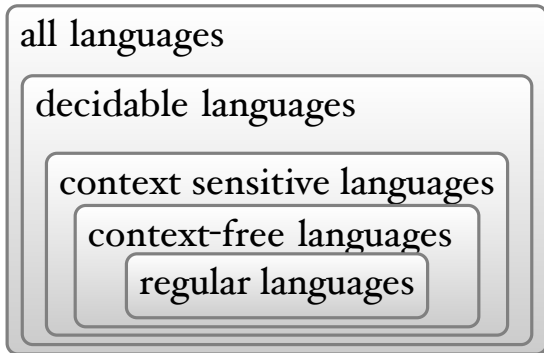 all languages
decidable languages
context sensitive languages
context-free languages
regular languages